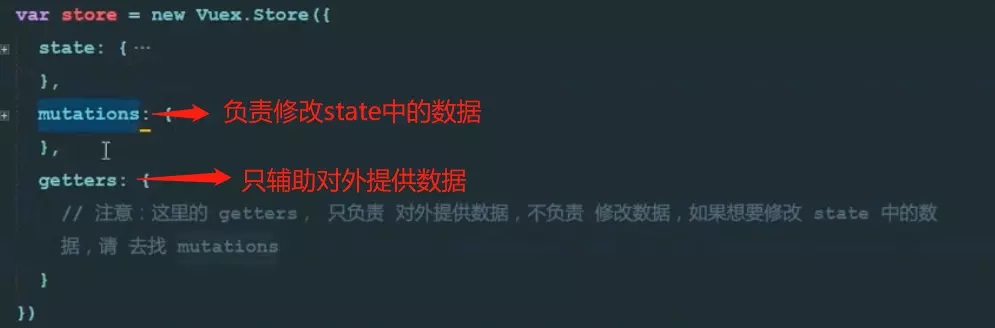 var store = new Vuex.Store({
state: { ···
},
mutations: { 负责修改state中的数据
},
getters: { 只辅助对外提供数据
// 注意：这里的 getters， 只负责 对外提供数据，不负责 修改数据，如果想要修改 state 中的数
据，请 去找 mutations
}
})